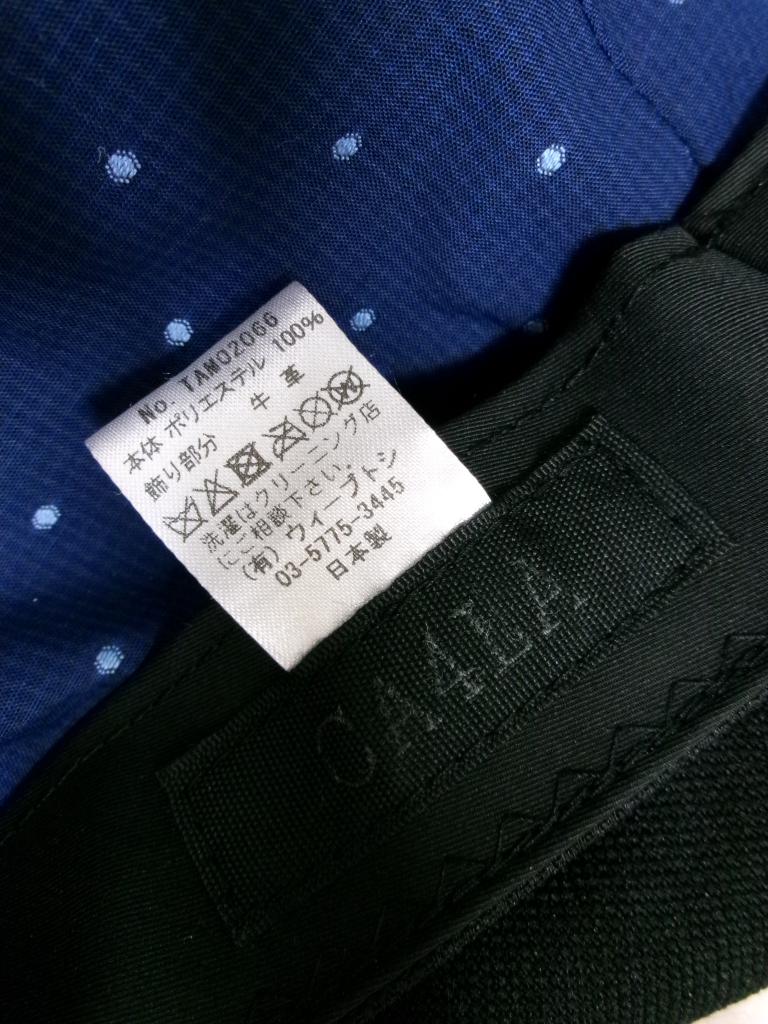 No. TAM02066
本体 ポリエステル 100%
飾り部分 牛革
洗濯はクリーニング店
にご相談下さい。
(有) ウィーブトシ
03-5775-3445
日本製
CA4LA